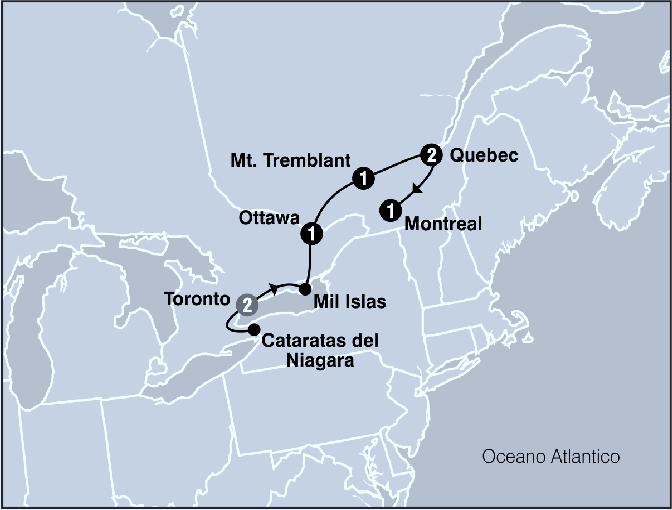 2
Quebec
Mt. Tremblant
1
1
Montreal
Ottawa
1
Toronto
2
Mil Islas
Cataratas del
Niagara
Oceano Atlantico